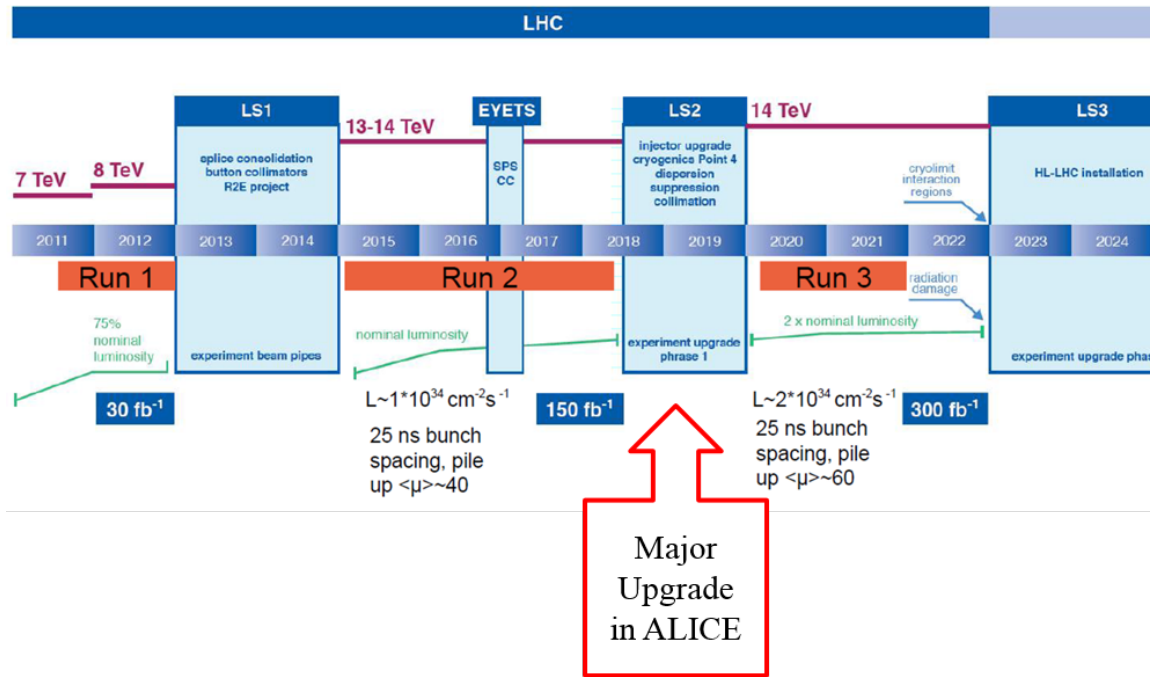 LHC
LS1
EYETS
LS2
14 TeV
LS3
13-14 TeV
8 TeV
7 TeV
splice consolidation
button collimators
R2E project
SPS
CC
injector upgrade
cryogenics Point 4
dispersion
suppression
collimation
cryolimit
interaction
regions
HL-LHC installation
2011 2012 2013 2014 2015 2016 2017 2018 2019 2020 2021 2022 2023 2024
Run 1
Run 2
Run 3
radiation
damage
75%
nominal
luminosity
nominal luminosity
2 x nominal luminosity
experiment beam pipes
experiment upgrade
phrase 1
experiment upgrade phas
30 fb⁻¹
L~1*10³⁴ cm⁻²s⁻¹
25 ns bunch
spacing, pile
up <µ>~40
150 fb⁻¹
L~2*10³⁴ cm⁻²s⁻¹
25 ns bunch
spacing, pile
up <µ>~60
300 fb⁻¹
Major
Upgrade
in ALICE